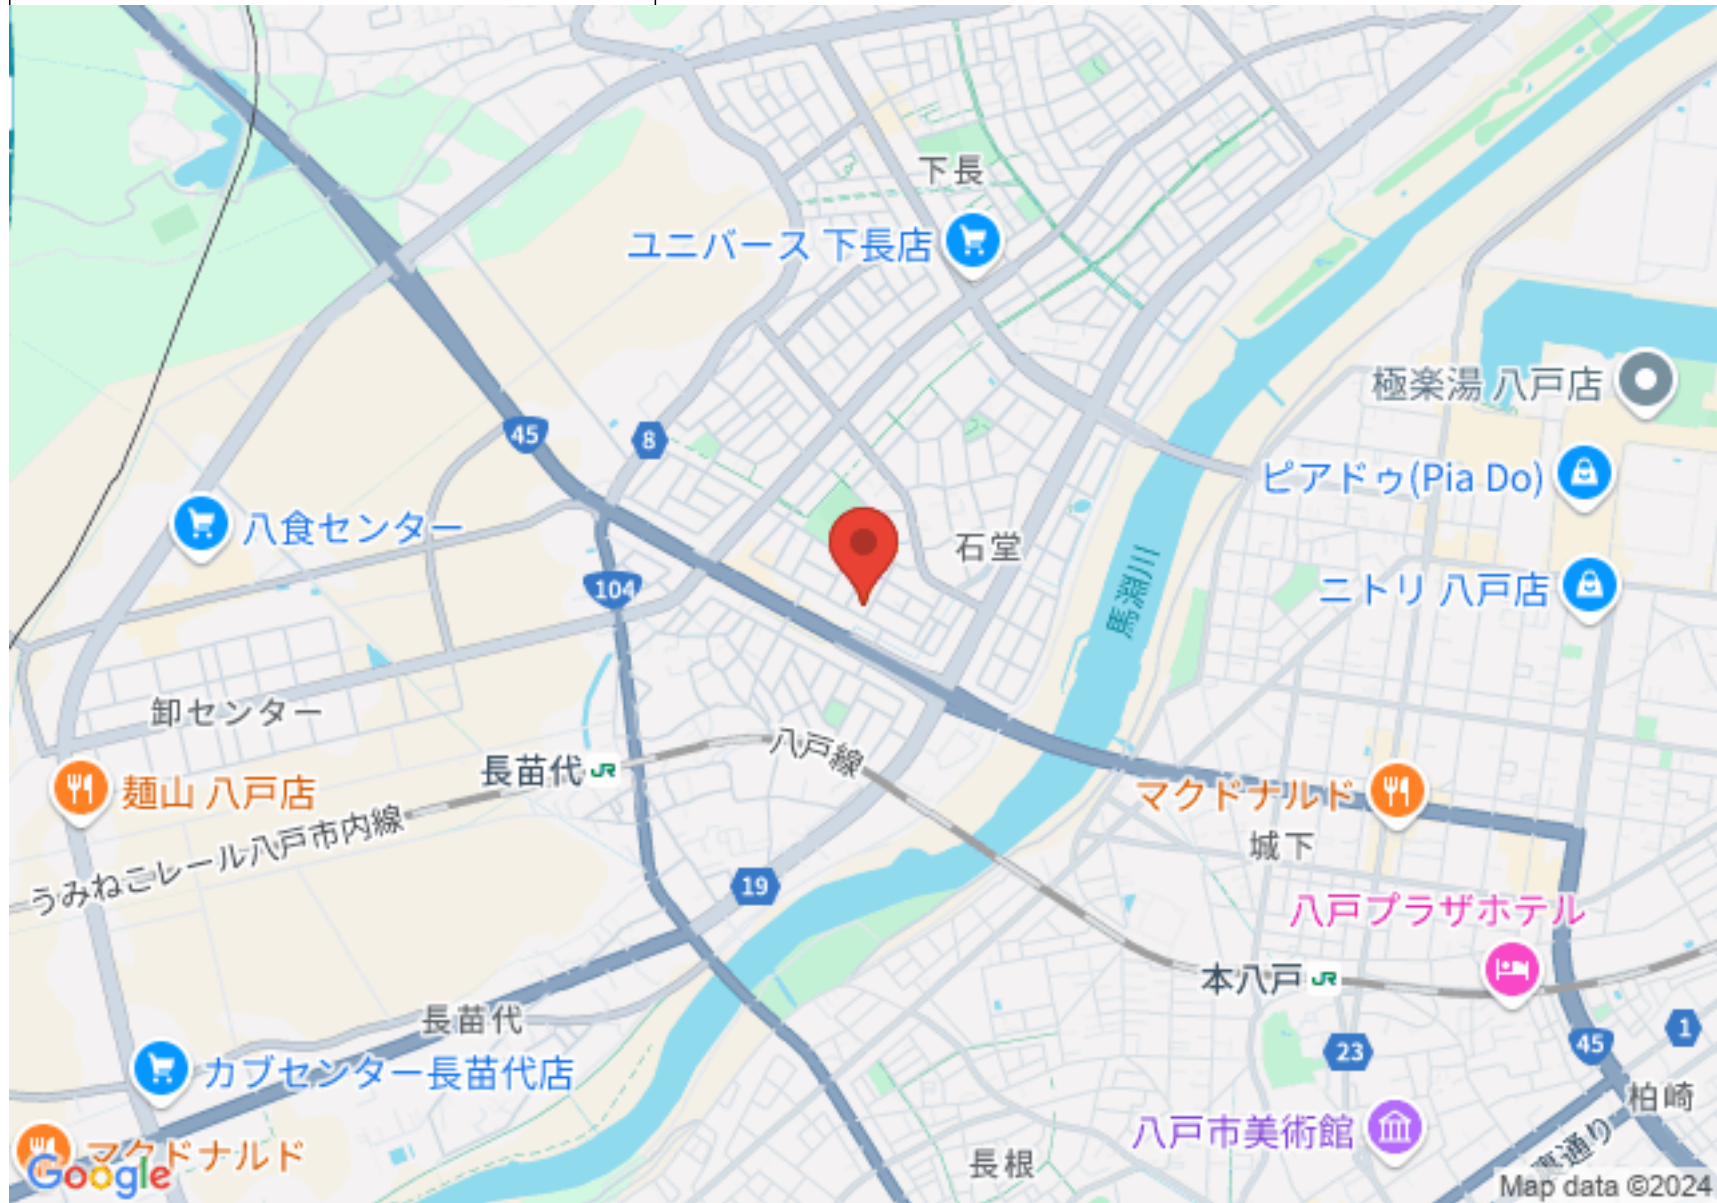 下長
ユニバース 下長店
極楽湯 八戸店
45
8
ピアドゥ(Pia Do)
八食センター
石堂
104
馬淵川
ニトリ 八戸店
卸センター
八戸線
長苗代 JR
麺山 八戸店
マクドナルド
うみねこレール八戸市内線
城下
19
八戸プラザホテル
本八戸 JR
長苗代
23
45
1
カブセンター長苗代店
柏崎
八戸市美術館
マクドナルド
長根
通り
Google
Map data ©2024